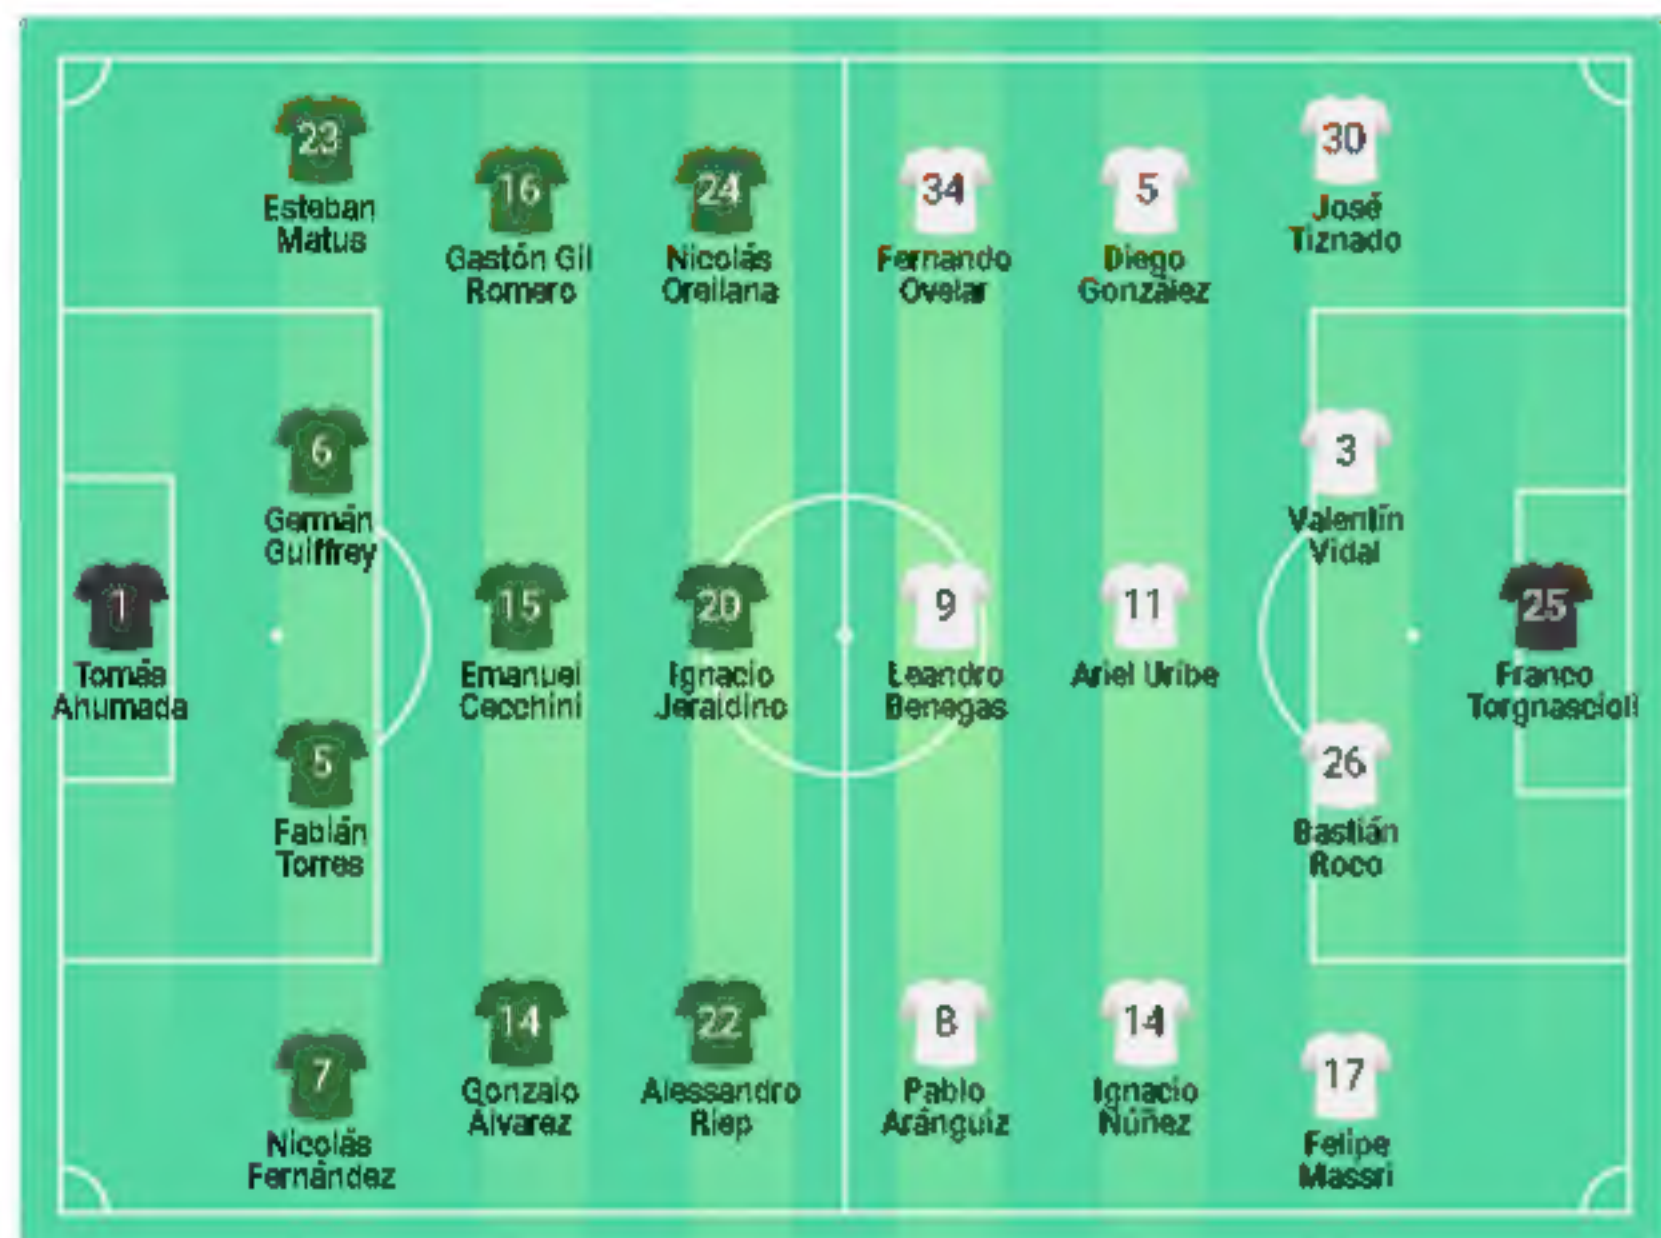 23
Esteban
Matus
16
Gastón Gil
Romero
24
Nicolás
Orellana
34
Fernando
Ovelar
5
Diego
González
30
José
Tiznado
6
Germán
Guiffrey
3
Valentín
Vidal
1
Tomás
Ahumada
15
Emanuel
Cecchini
20
Ignacio
Jeraldino
9
Leandro
Benegas
11
Ariel Uribe
25
Franco
Torgnascioli
5
Fabián
Torres
26
Bastián
Roco
7
Nicolás
Fernández
14
Gonzalo
Alvarez
22
Alessandro
Riep
8
Pablo
Aránguiz
14
Ignacio
Núñez
17
Felipe
Massri